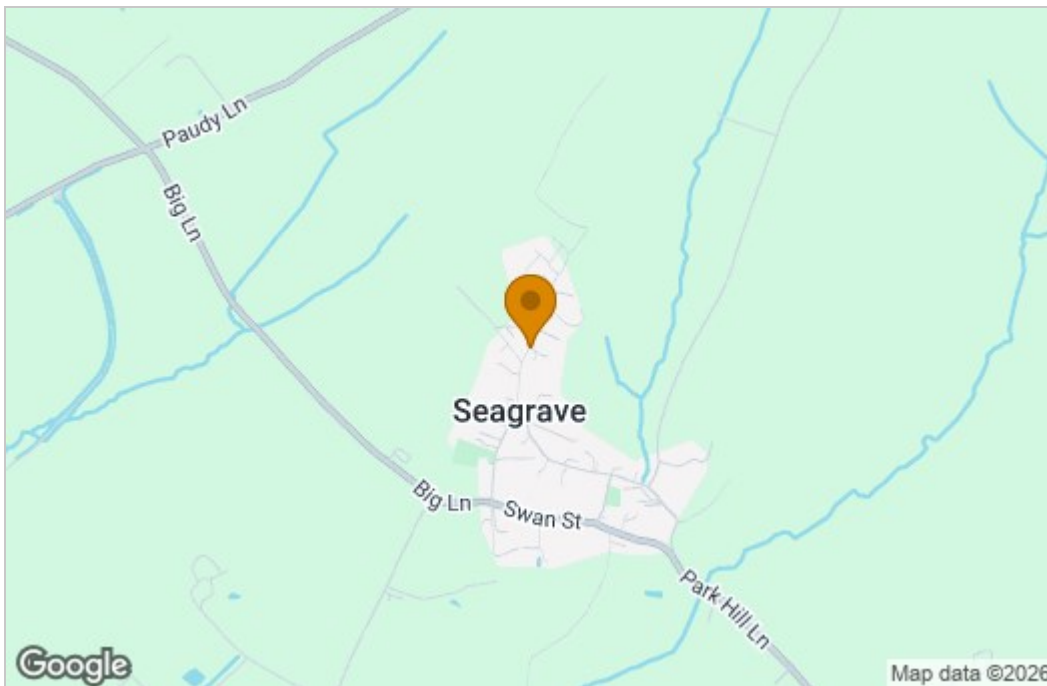 Paudy Ln
Big Ln
Seagrave
Big Ln
Swan St
Park Hill Ln
Google
Map data ©2026